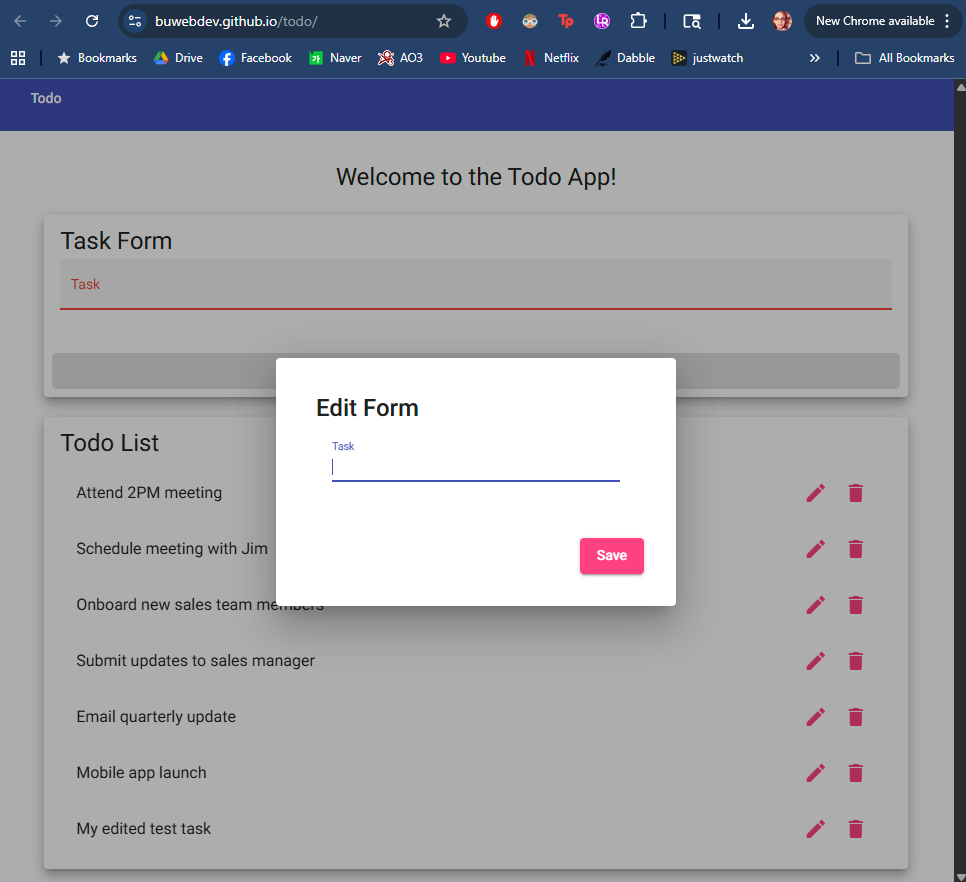 buwebdev.github.io/todo/
Tp
LR
New Chrome available
Bookmarks Drive Facebook Naver AO3 Youtube Netflix Dabble justwatch » All Bookmarks
Todo
Welcome to the Todo App!
Task Form
Task
Edit Form
Task
Save
Todo List
Attend 2PM meeting
Schedule meeting with Jim
Onboard new sales team members
Submit updates to sales manager
Email quarterly update
Mobile app launch
My edited test task